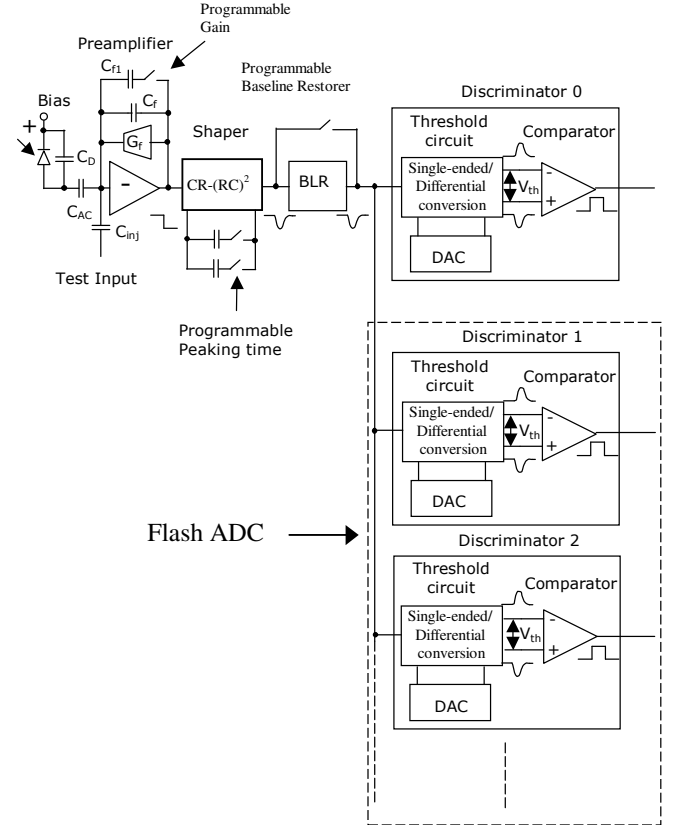 Programmable
Gain
Preamplifier
Cf1
Programmable
Baseline Restorer
Bias
+
Cf
Gf
CD
-
CAC
Cinj
Test Input
Shaper
CR-(RC)²
BLR
Programmable
Peaking time
Discriminator 0
Threshold
circuit
Comparator
Single-ended/
Differential
conversion
Vth
-
+
DAC
Discriminator 1
Threshold
circuit
Comparator
Single-ended/
Differential
conversion
Vth
-
+
DAC
Flash ADC
Discriminator 2
Threshold
circuit
Comparator
Single-ended/
Differential
conversion
Vth
-
+
DAC